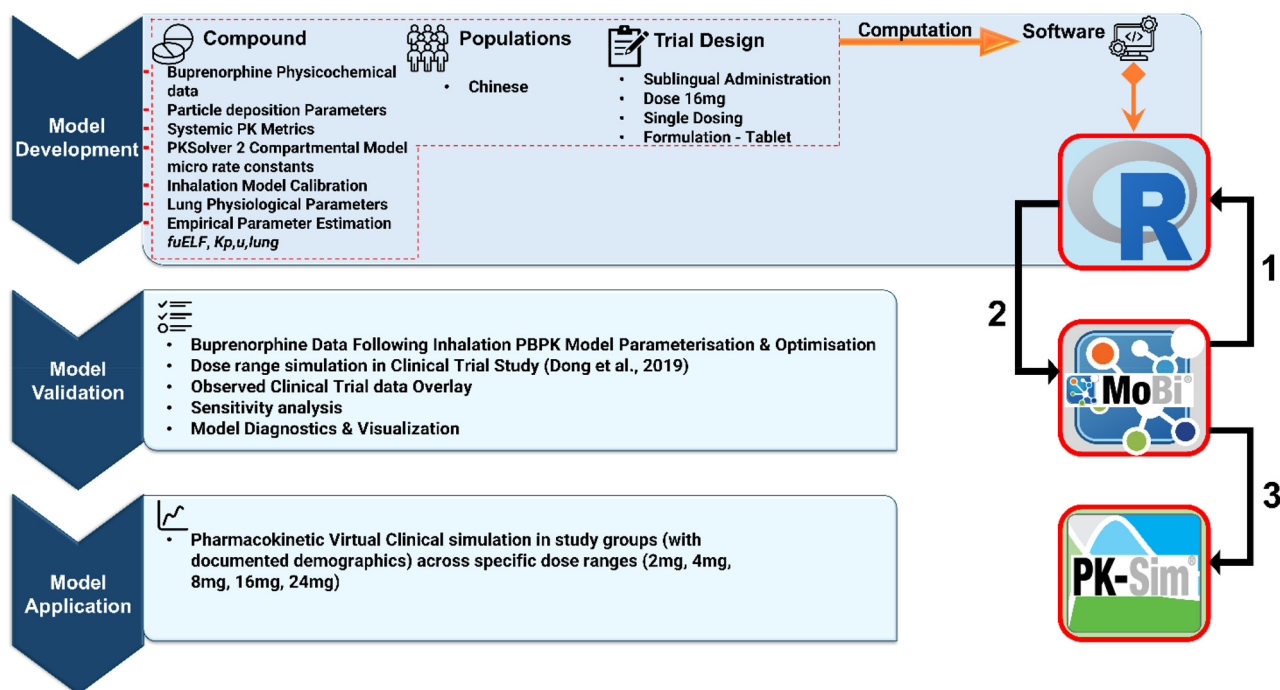 Compound
Populations
Trial Design
Computation
Software
Model
Development
Buprenorphine Physicochemical
data
Particle deposition Parameters
Systemic PK Metrics
PKSolver 2 Compartmental Model
micro rate constants
Inhalation Model Calibration
Lung Physiological Parameters
Empirical Parameter Estimation
fuELF, Kp,u,lung
• Chinese
• Sublingual Administration
• Dose 16mg
• Single Dosing
• Formulation - Tablet
</>
R
1
2
Model
Validation
• Buprenorphine Data Following Inhalation PBPK Model Parameterisation & Optimisation
• Dose range simulation in Clinical Trial Study (Dong et al., 2019)
• Observed Clinical Trial data Overlay
• Sensitivity analysis
• Model Diagnostics & Visualization
MoBi®
3
Model
Application
• Pharmacokinetic Virtual Clinical simulation in study groups (with
documented demographics) across specific dose ranges (2mg, 4mg,
8mg, 16mg, 24mg)
PK-Sim®